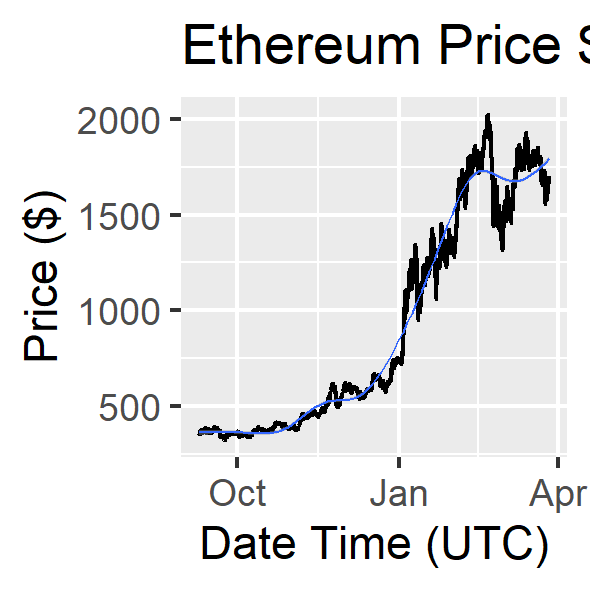 Ethereum Price S
2000
1500
1000
500
Price ($)
Oct Jan Apr
Date Time (UTC)